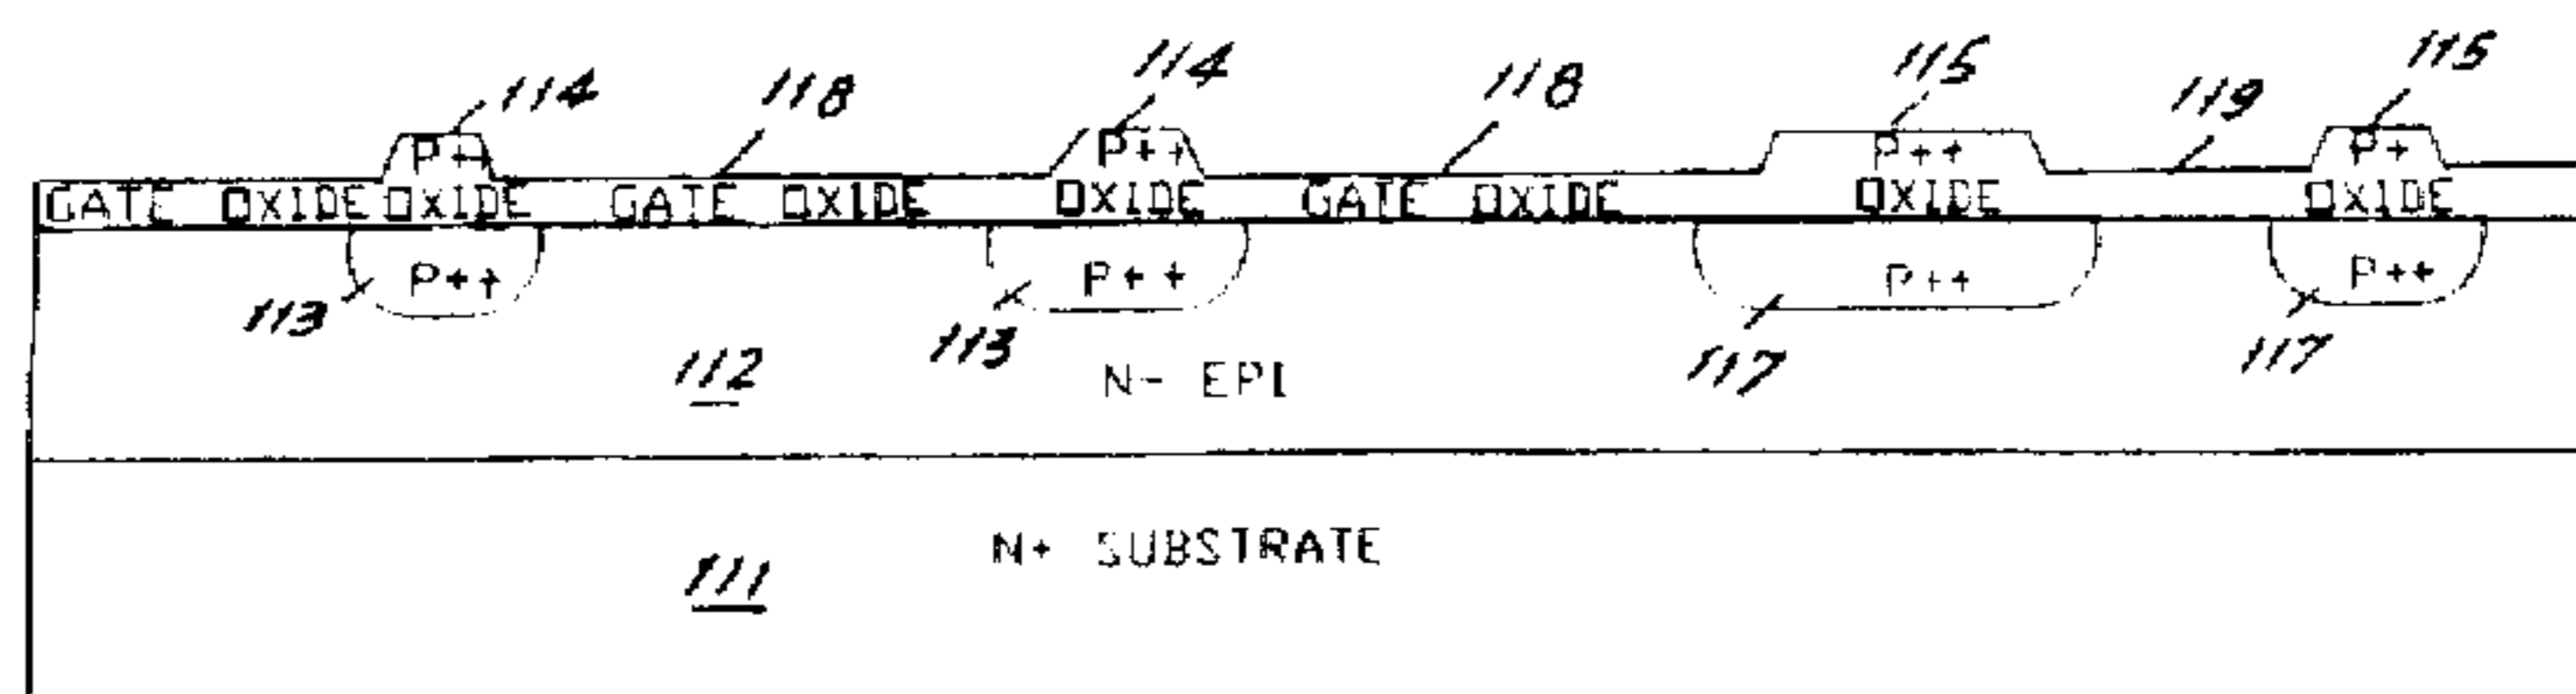 114 118 114 118 115 119 115
P++ P++ P++ P+
GATE OXIDE OXIDE GATE OXIDE OXIDE GATE OXIDE OXIDE OXIDE
P++ P++ P++ P++
113 113 117 117
112 N- EPI
N+ SUBSTRATE
111